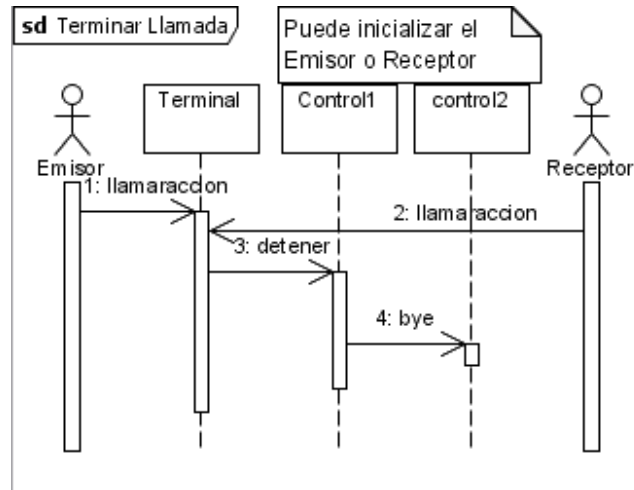 sd Terminar Llamada
Puede inicializar el
Emisor o Receptor
Terminal
Control1
control2
Emisor
Receptor
1: llamaraccion
2: llamaraccion
3: detener
4: bye